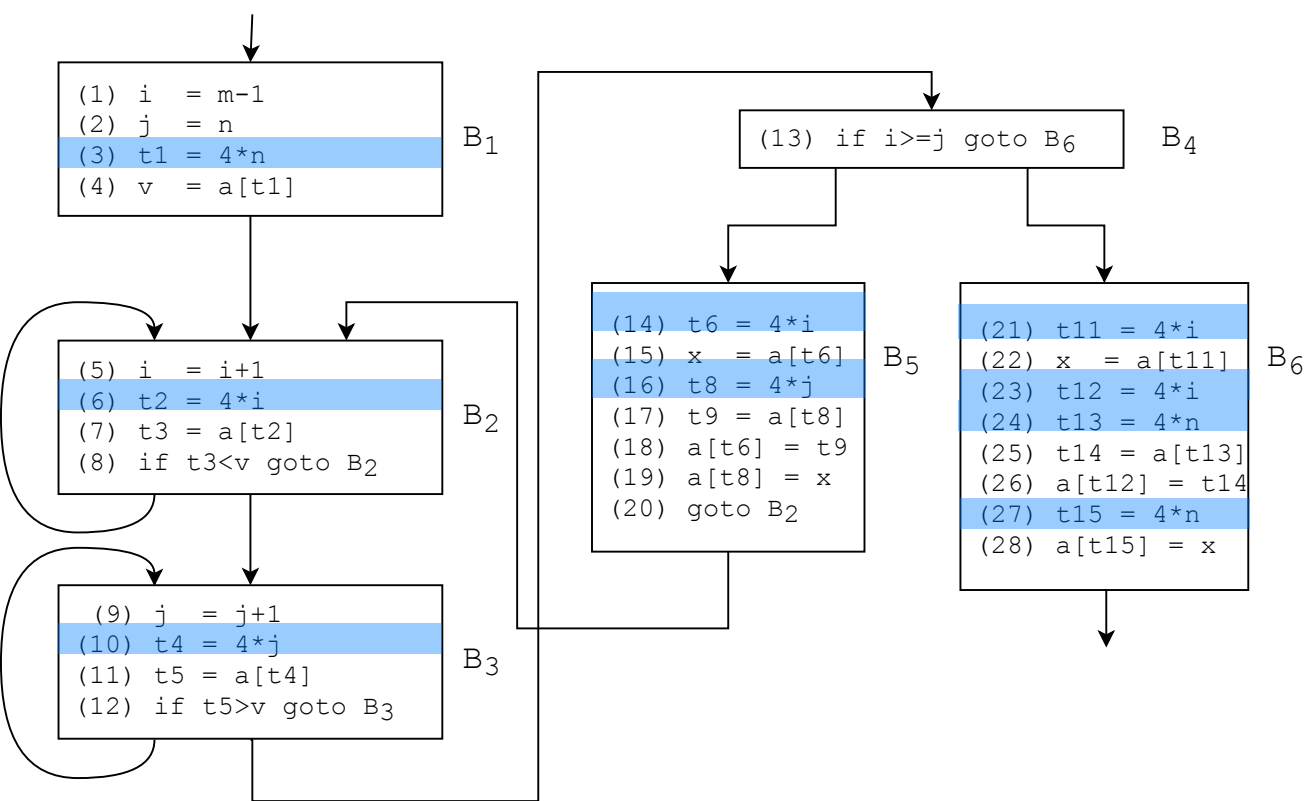 (1) i = m-1
(2) j = n
(3) t1 = 4*n
(4) v = a[t1]
B1
(5) i = i+1
(6) t2 = 4*i
(7) t3 = a[t2]
(8) if t3<v goto B2
B2
(9) j = j+1
(10) t4 = 4*j
(11) t5 = a[t4]
(12) if t5>v goto B3
B3
(13) if i>=j goto B6
B4
(14) t6 = 4*i
(15) x = a[t6]
(16) t8 = 4*j
(17) t9 = a[t8]
(18) a[t6] = t9
(19) a[t8] = x
(20) goto B2
B5
(21) t11 = 4*i
(22) x = a[t11]
(23) t12 = 4*i
(24) t13 = 4*n
(25) t14 = a[t13]
(26) a[t12] = t14
(27) t15 = 4*n
(28) a[t15] = x
B6